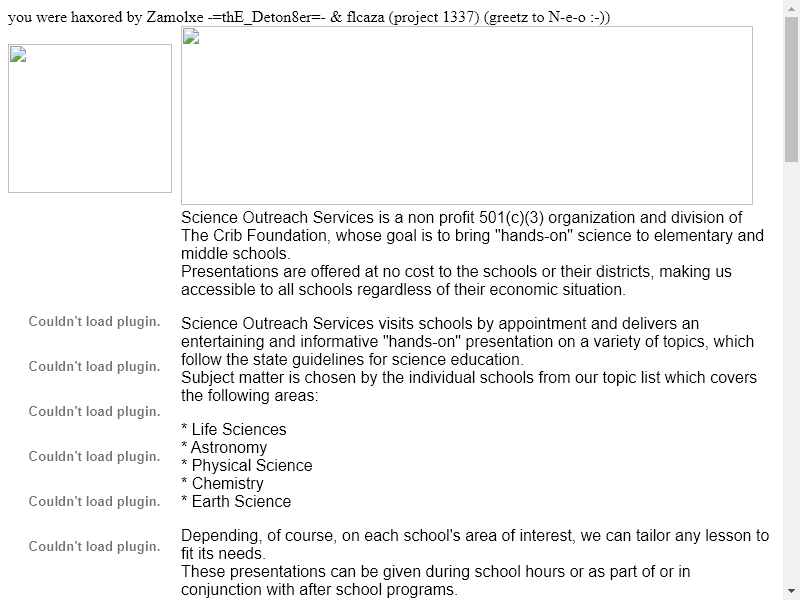 you were haxored by Zamolxe -=thE_Deton8er=- & flcaza (project 1337) (greetz to N-e-o :-))
Science Outreach Services is a non profit 501(c)(3) organization and division of
The Crib Foundation, whose goal is to bring "hands-on" science to elementary and
middle schools.
Presentations are offered at no cost to the schools or their districts, making us
accessible to all schools regardless of their economic situation.
Couldn't load plugin.
Science Outreach Services visits schools by appointment and delivers an
entertaining and informative "hands-on" presentation on a variety of topics, which
follow the state guidelines for science education.
Couldn't load plugin.
Subject matter is chosen by the individual schools from our topic list which covers
the following areas:
Couldn't load plugin.
* Life Sciences
* Astronomy
Couldn't load plugin.
* Physical Science
* Chemistry
* Earth Science
Couldn't load plugin.
Depending, of course, on each school's area of interest, we can tailor any lesson to
fit its needs.
Couldn't load plugin.
These presentations can be given during school hours or as part of or in
conjunction with after school programs.